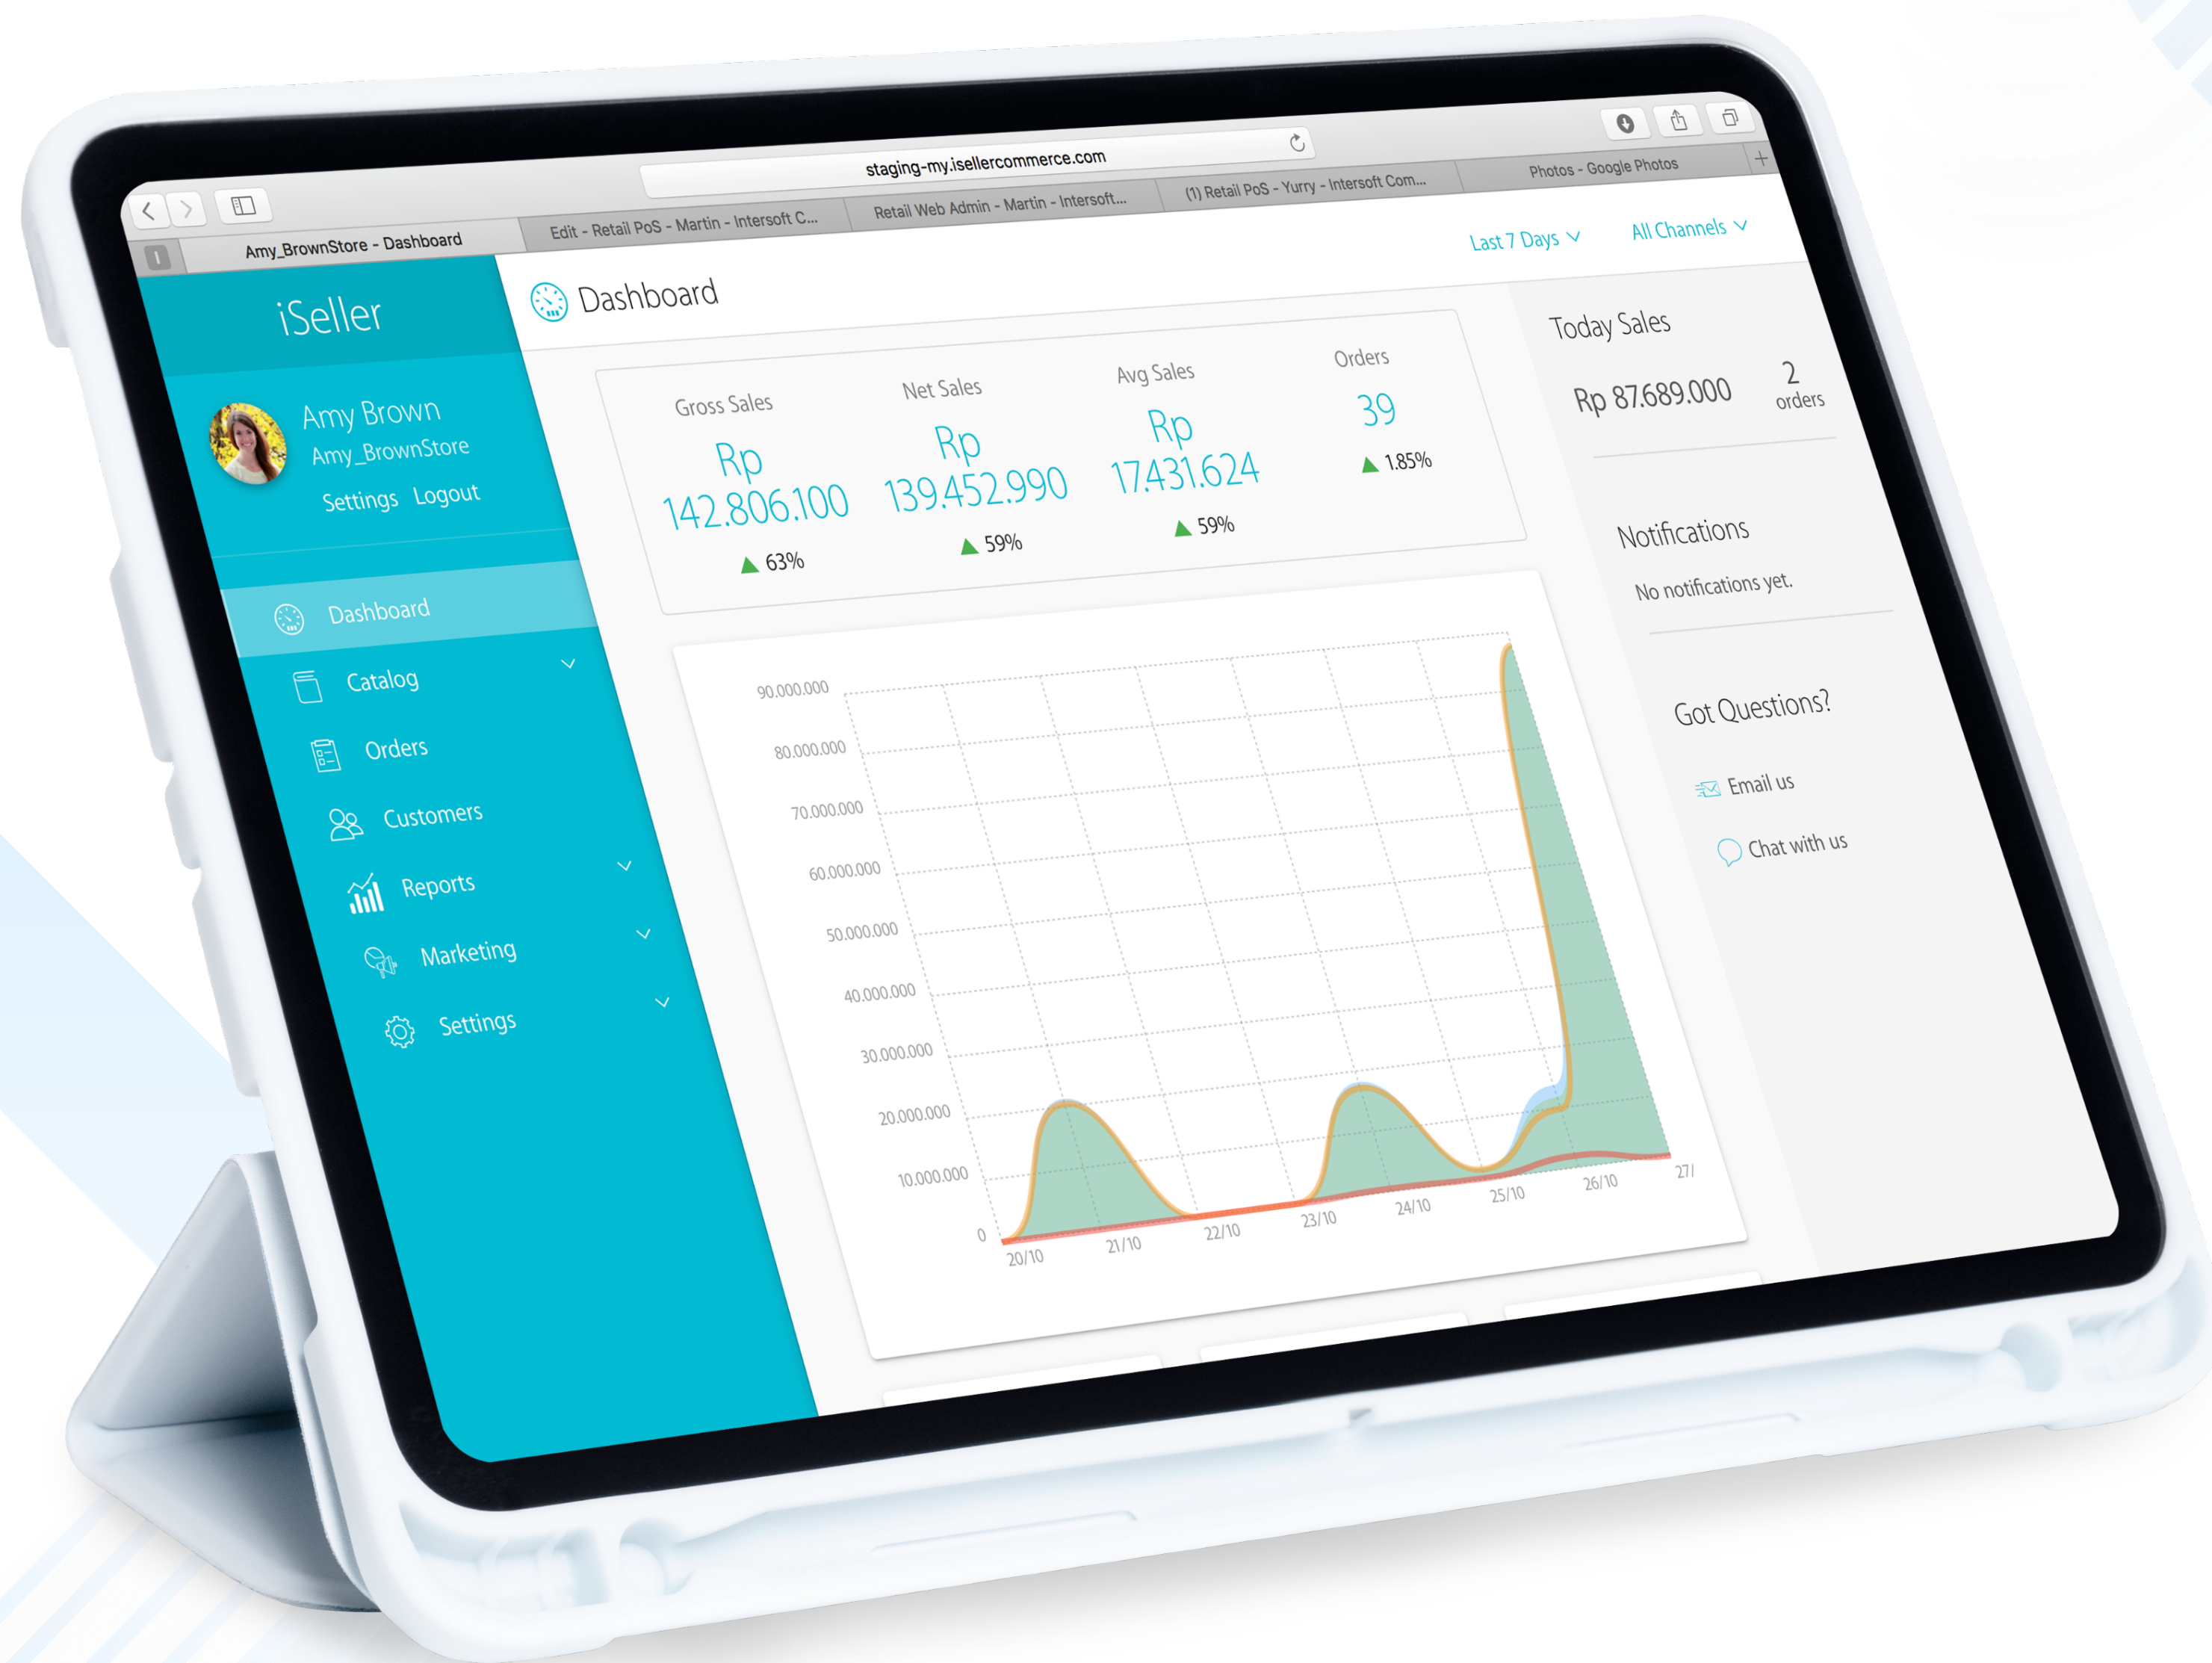 staging-my.isellercommerce.com
I
Amy_BrownStore - Dashboard
Edit - Retail PoS - Martin - Intersoft C...
Retail Web Admin - Martin - Intersoft...
(1) Retail PoS - Yurry - Intersoft Com...
Photos - Google Photos
iSeller
Amy Brown
Amy_BrownStore
Settings Logout
Dashboard
Catalog
Orders
Customers
Reports
Marketing
Settings
Dashboard
Last 7 Days
All Channels
Gross Sales
Rp
142.806.100
63%
Net Sales
Rp
139.452.990
59%
Avg Sales
Rp
17.431.624
59%
Orders
39
1.85%
90.000.000
80.000.000
70.000.000
60.000.000
50.000.000
40.000.000
30.000.000
20.000.000
10.000.000
0
20/10
21/10
22/10
23/10
24/10
25/10
26/10
27/
Today Sales
Rp 87.689.000
2
orders
Notifications
No notifications yet.
Got Questions?
Email us
Chat with us